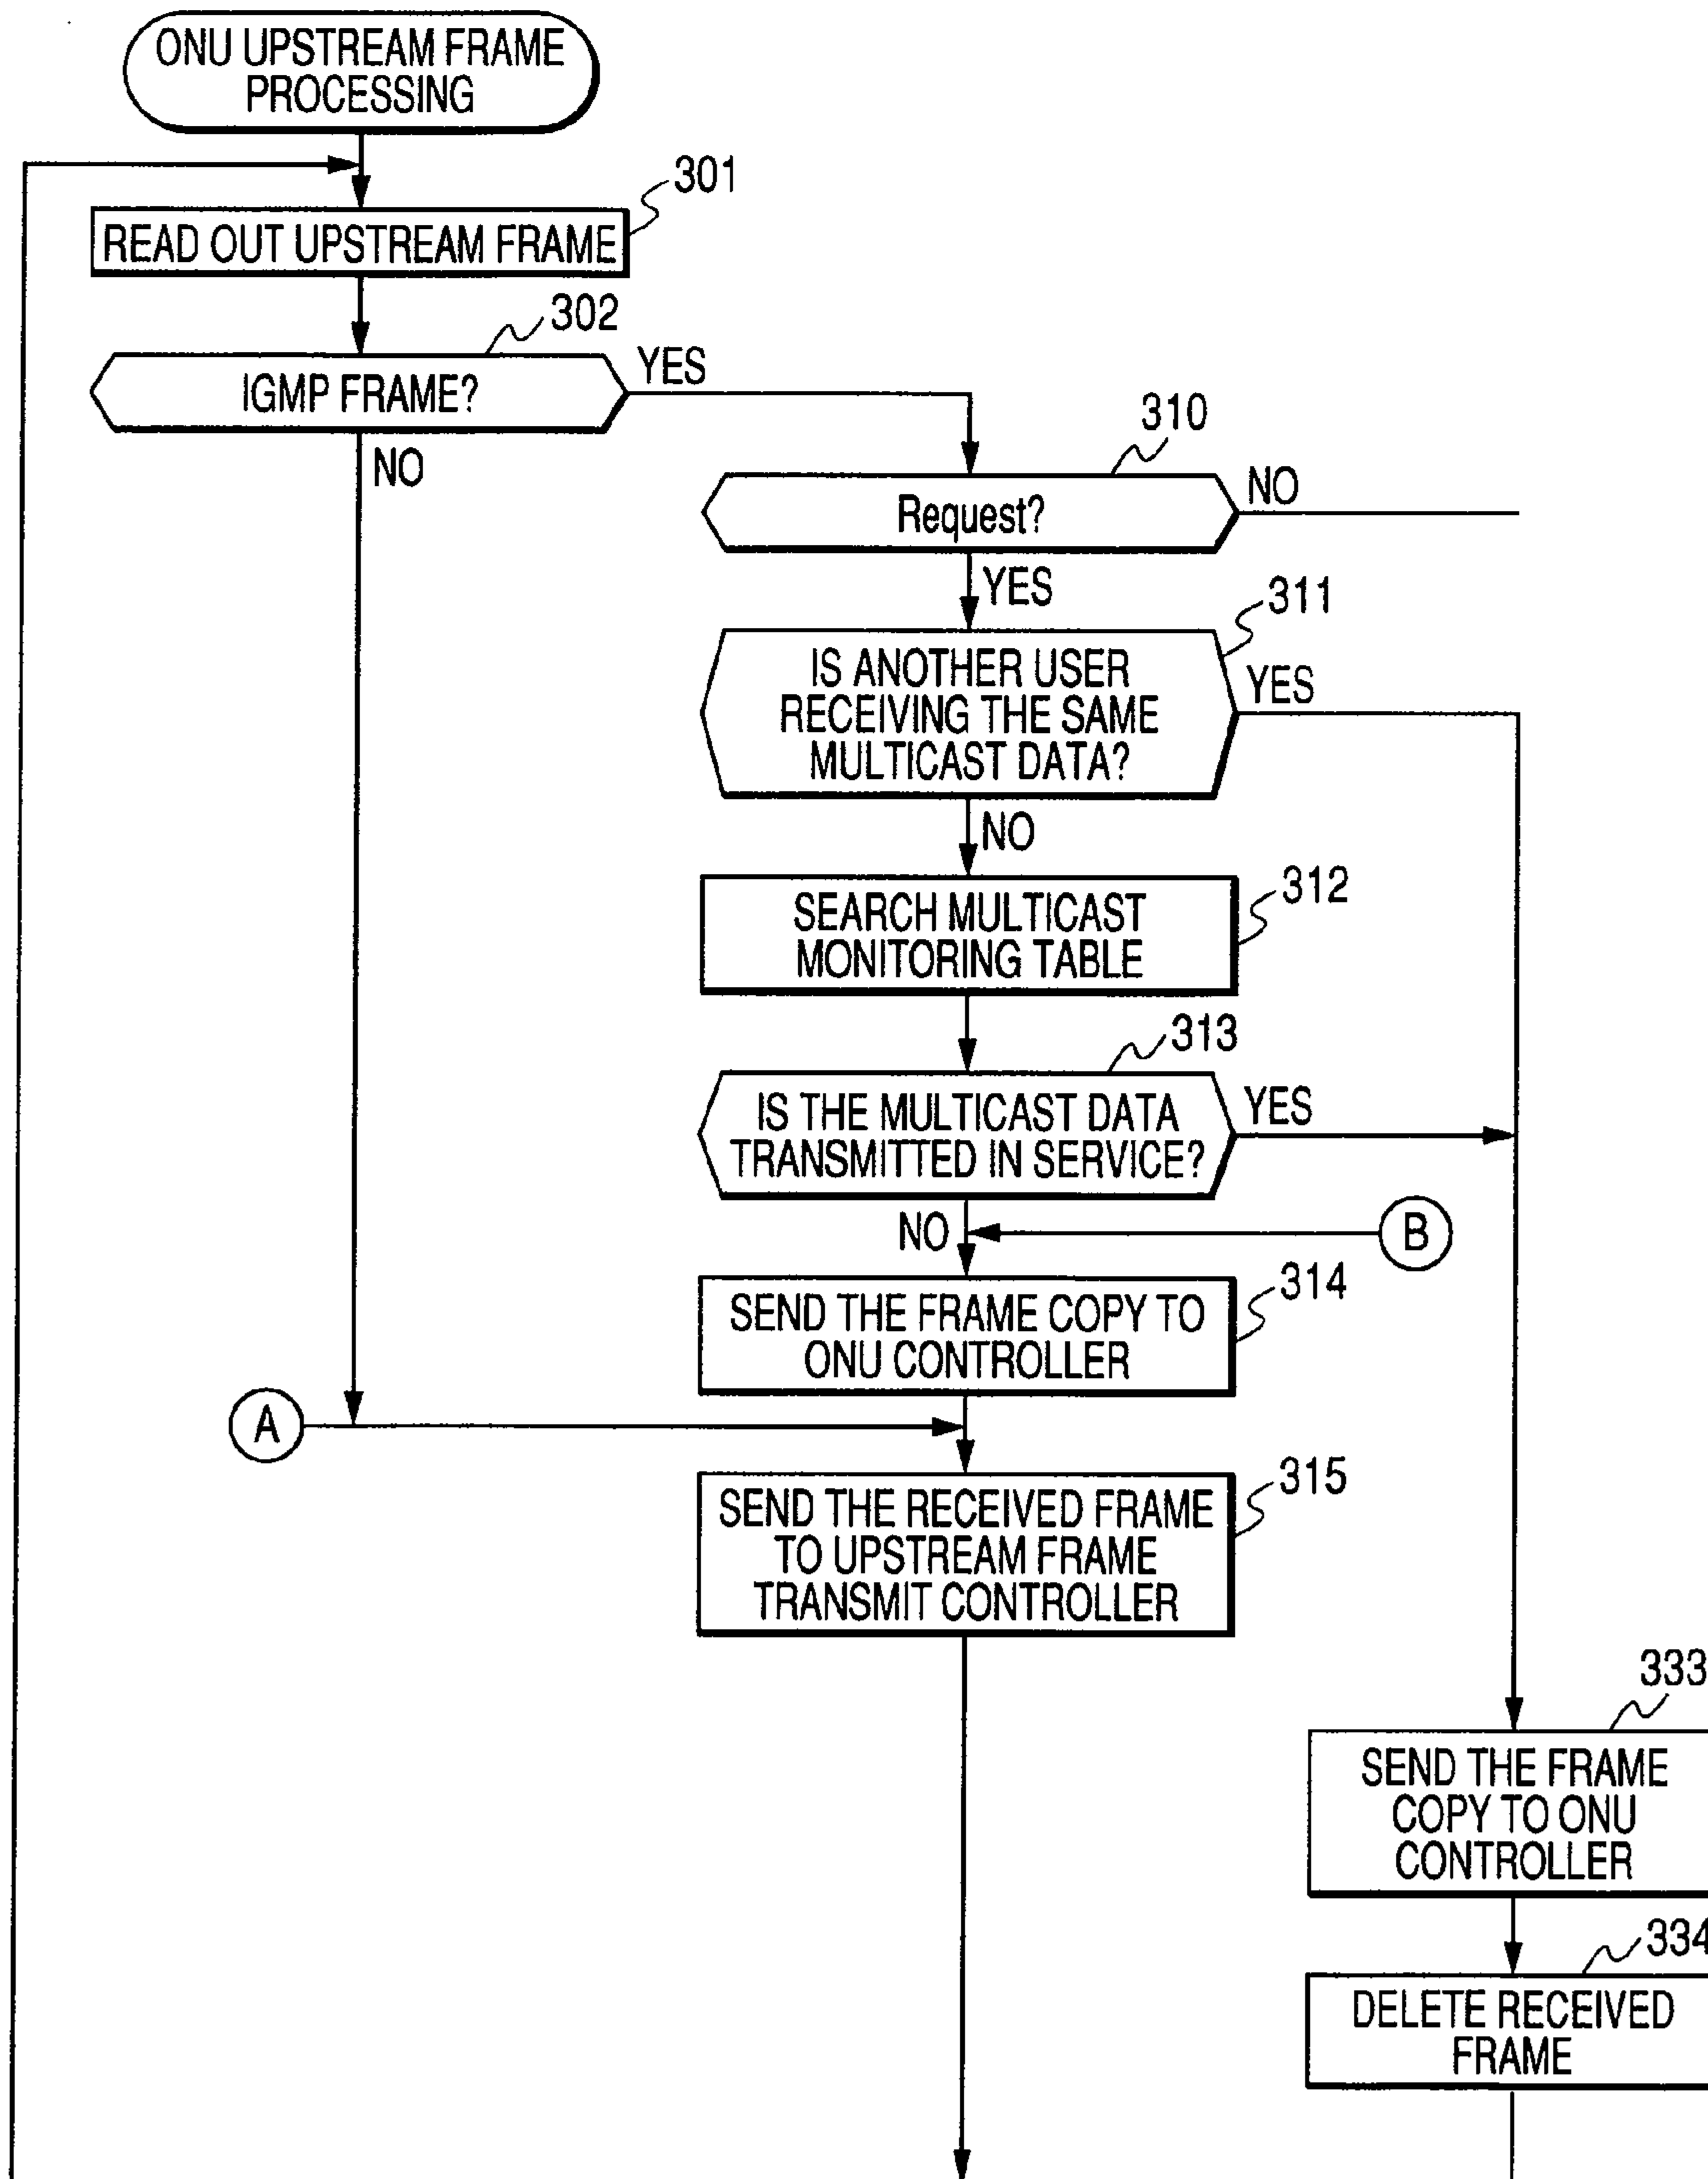 ONU UPSTREAM FRAME
PROCESSING
301
READ OUT UPSTREAM FRAME
302
IGMP FRAME?
YES
NO
310
Request?
NO
YES
311
IS ANOTHER USER
RECEIVING THE SAME
MULTICAST DATA?
YES
NO
312
SEARCH MULTICAST
MONITORING TABLE
313
IS THE MULTICAST DATA
TRANSMITTED IN SERVICE?
YES
NO
B
314
SEND THE FRAME COPY TO
ONU CONTROLLER
A
315
SEND THE RECEIVED FRAME
TO UPSTREAM FRAME
TRANSMIT CONTROLLER
333
SEND THE FRAME
COPY TO ONU
CONTROLLER
334
DELETE RECEIVED
FRAME